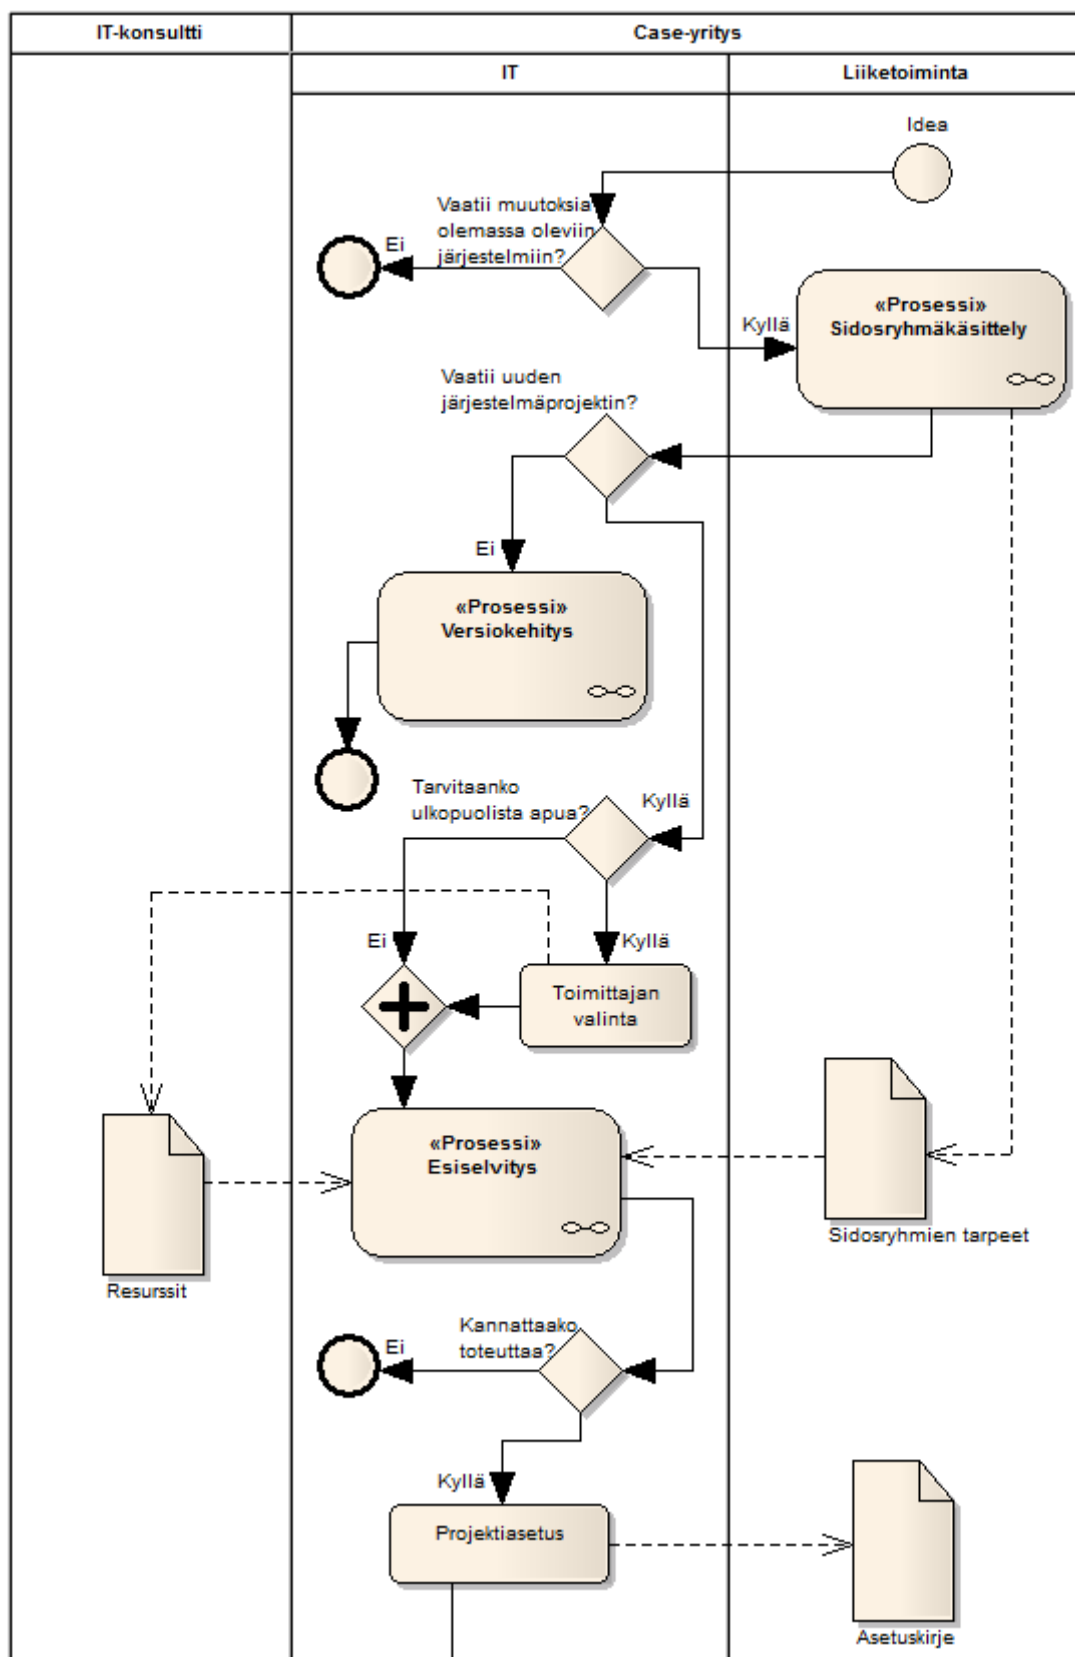 IT-konsultti
Case-yritys
IT
Liiketoiminta
Idea
Vaatii muutoksia
olemassa oleviin
järjestelmiin?
Ei
Kyllä
«Prosessi»
Sidosryhmäkäsittely
Vaatii uuden
järjestelmäprojektin?
Ei
«Prosessi»
Versiokehitys
Tarvitaanko
ulkopuolista apua?
Kyllä
Ei
Kyllä
Toimittajan
valinta
«Prosessi»
Esiselvitys
Sidosryhmien tarpeet
Resurssit
Kannattaako
toteuttaa?
Ei
Kyllä
Projektiasetus
Asetuskirje